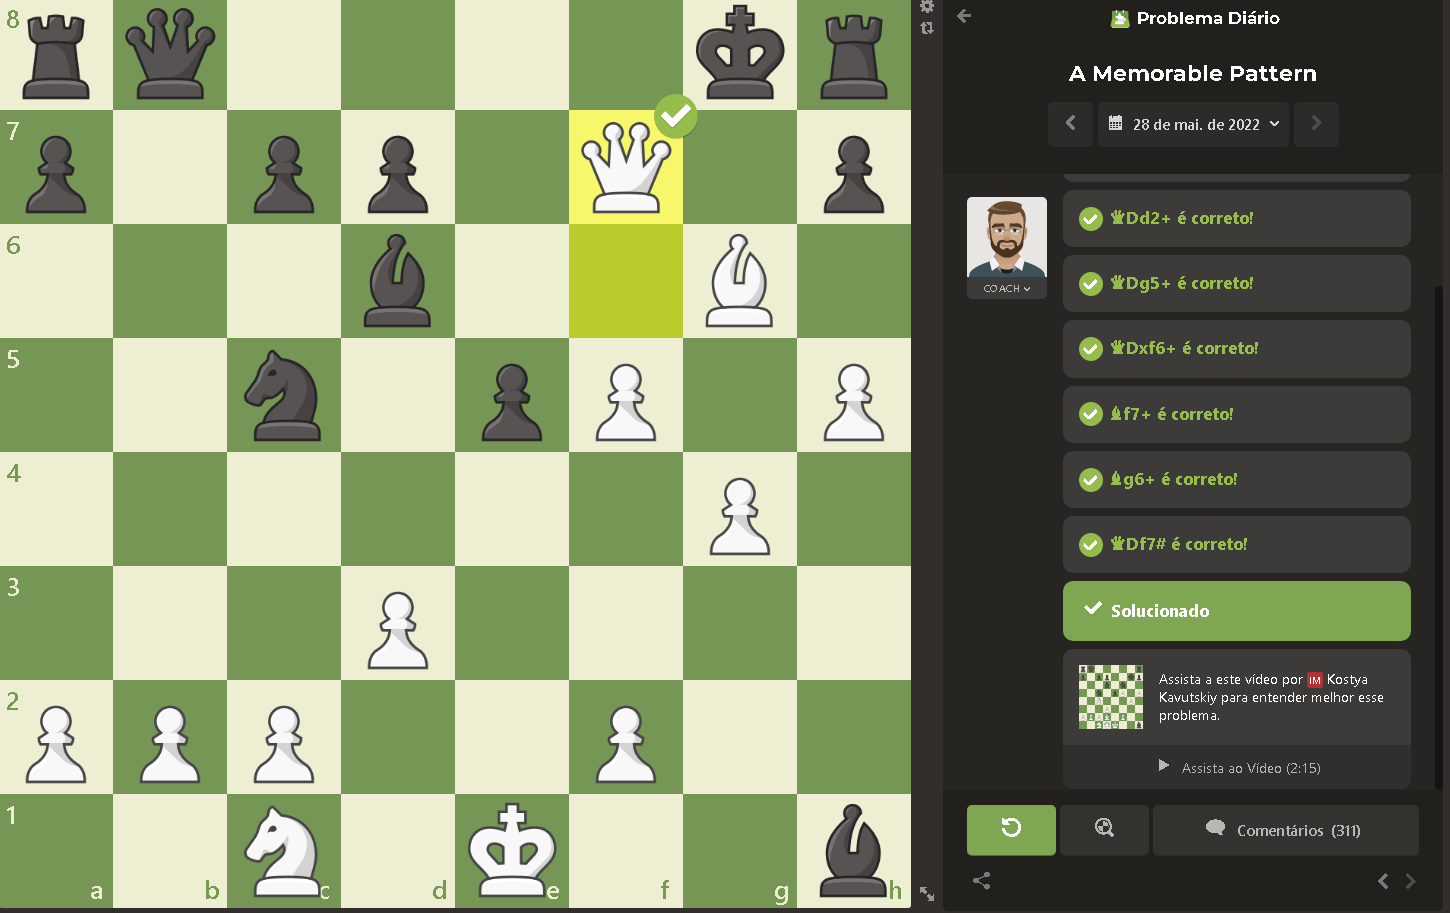 8
7
6
5
4
3
2
1
a
b
c
d
e
f
g
h
Problema Diário
A Memorable Pattern
28 de mai. de 2022
COACH
Dd2+ é correto!
Dg5+ é correto!
Dxf6+ é correto!
f7+ é correto!
g6+ é correto!
Df7# é correto!
Solucionado
Assista a este vídeo por IM Kostya
Kavutskiy para entender melhor esse
problema.
Assista ao Vídeo (2:15)
Comentários (311)